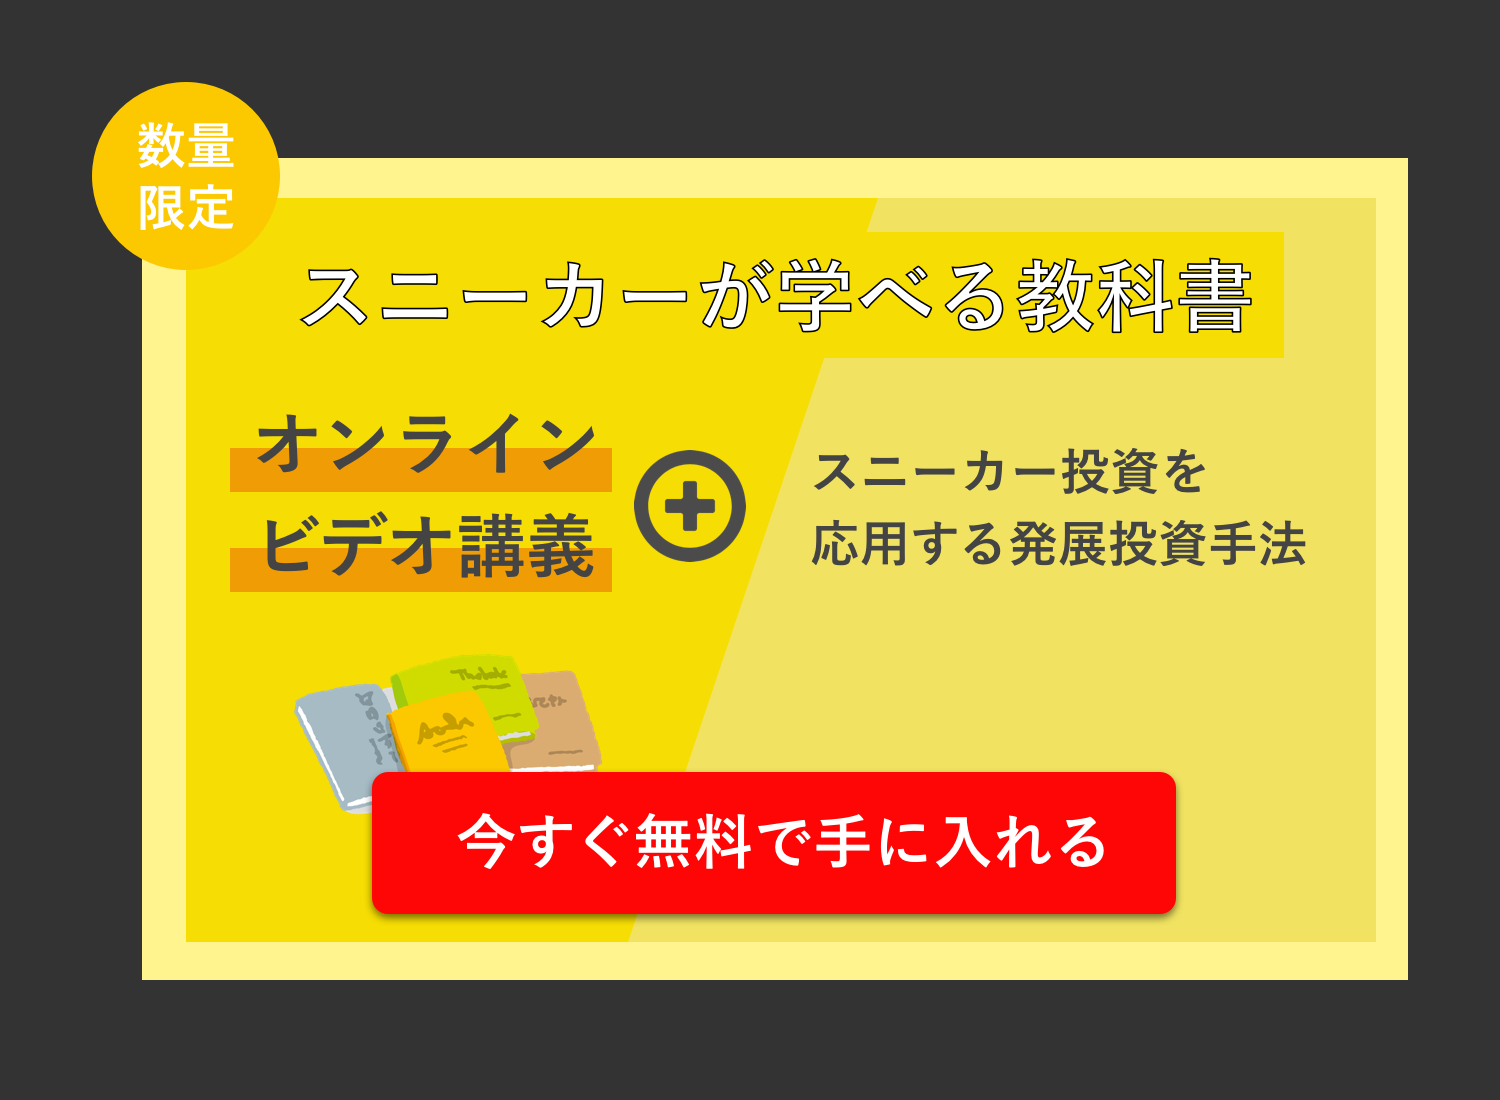 数量
限定
スニーカーが学べる教科書
オンライン
ビデオ講義
スニーカー投資を
応用する発展投資手法
今すぐ無料で手に入れる